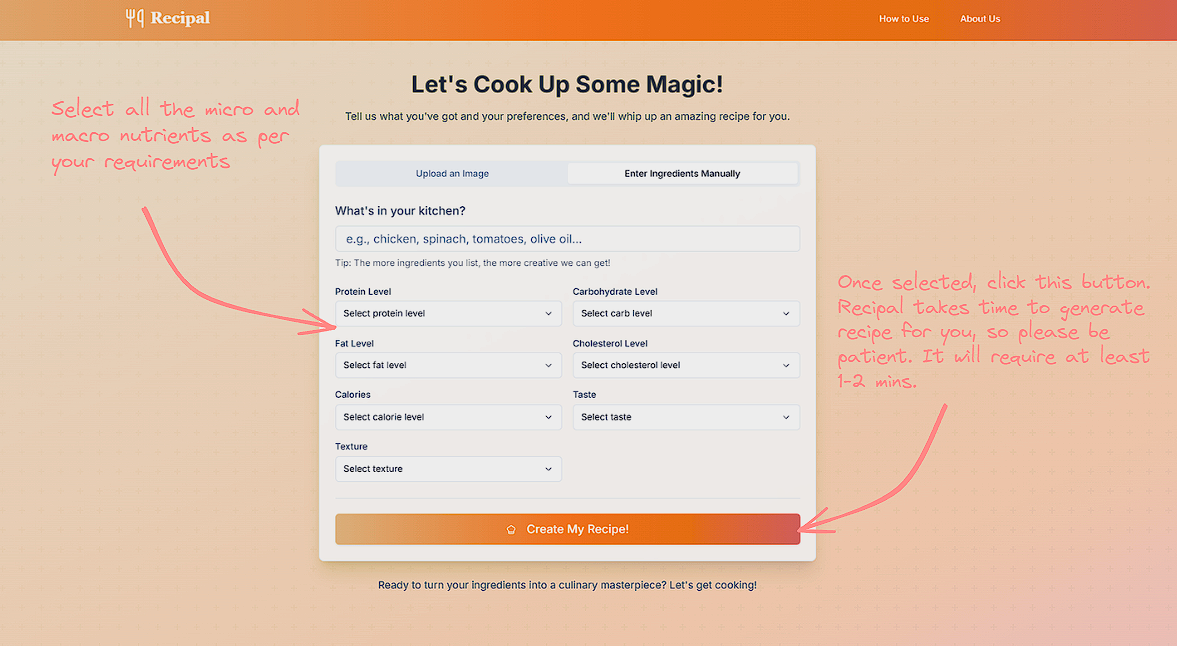 Recipal
How to Use
About Us
Let's Cook Up Some Magic!
Tell us what you've got and your preferences, and we'll whip up an amazing recipe for you.
Select all the micro and
macro nutrients as per
your requirements
Upload an Image
Enter Ingredients Manually
What's in your kitchen?
e.g., chicken, spinach, tomatoes, olive oil...
Tip: The more ingredients you list, the more creative we can get!
Protein Level
Carbohydrate Level
Select protein level
Select carb level
Fat Level
Cholesterol Level
Select fat level
Select cholesterol level
Calories
Taste
Select calorie level
Select taste
Texture
Select texture
Once selected, click this button.
Recipal takes time to generate
recipe for you, so please be
patient. It will require at least
1-2 mins.
Create My Recipe!
Ready to turn your ingredients into a culinary masterpiece? Let's get cooking!